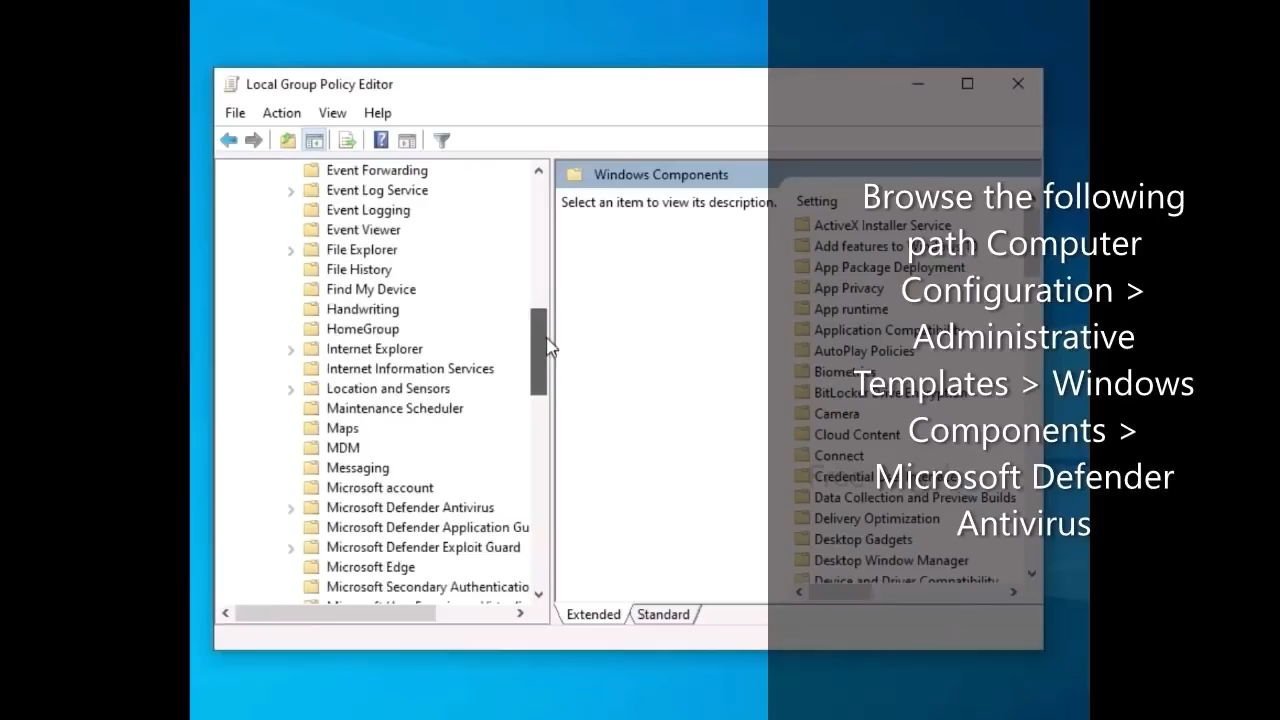 Local Group Policy Editor
File Action View Help
Event Forwarding
Event Log Service
Event Logging
Event Viewer
File Explorer
File History
Find My Device
Handwriting
HomeGroup
Internet Explorer
Internet Information Services
Location and Sensors
Maintenance Scheduler
Maps
MDM
Messaging
Microsoft account
Microsoft Defender Antivirus
Microsoft Defender Application Gu
Microsoft Defender Exploit Guard
Microsoft Edge
Microsoft Secondary Authenticatio
Windows Components
Select an item to view its description.
Setting
ActiveX Installer Service
Add features to
App Package Deployment
App Privacy
App runtime
Application
AutoPlay Policies
Camera
Cloud Content
Connect
Credential
Data Collection and Preview Builds
Delivery Optimization
Desktop Gadgets
Desktop Window Manager
Device and Driver Compatibility
Extended Standard
Browse the following
path Computer
Configuration >
Administrative
Templates > Windows
Components >
Microsoft Defender
Antivirus